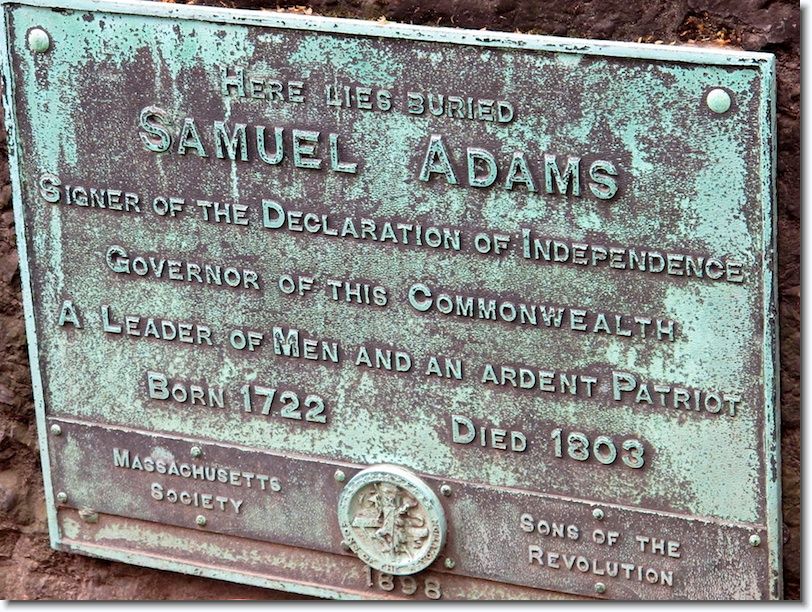 Here lies buried
Samuel Adams
Signer of the Declaration of Independence
Governor of this Commonwealth
A Leader of Men and an ardent Patriot
Born 1722 Died 1803
Massachusetts
Society
Sons of the
Revolution
1898